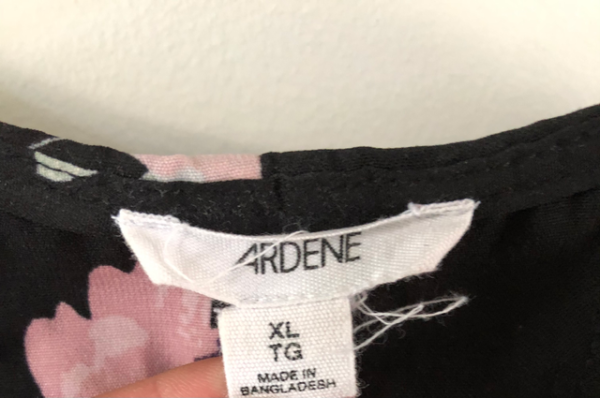 ARDENE
XL
TG
MADE IN
BANGLADESH